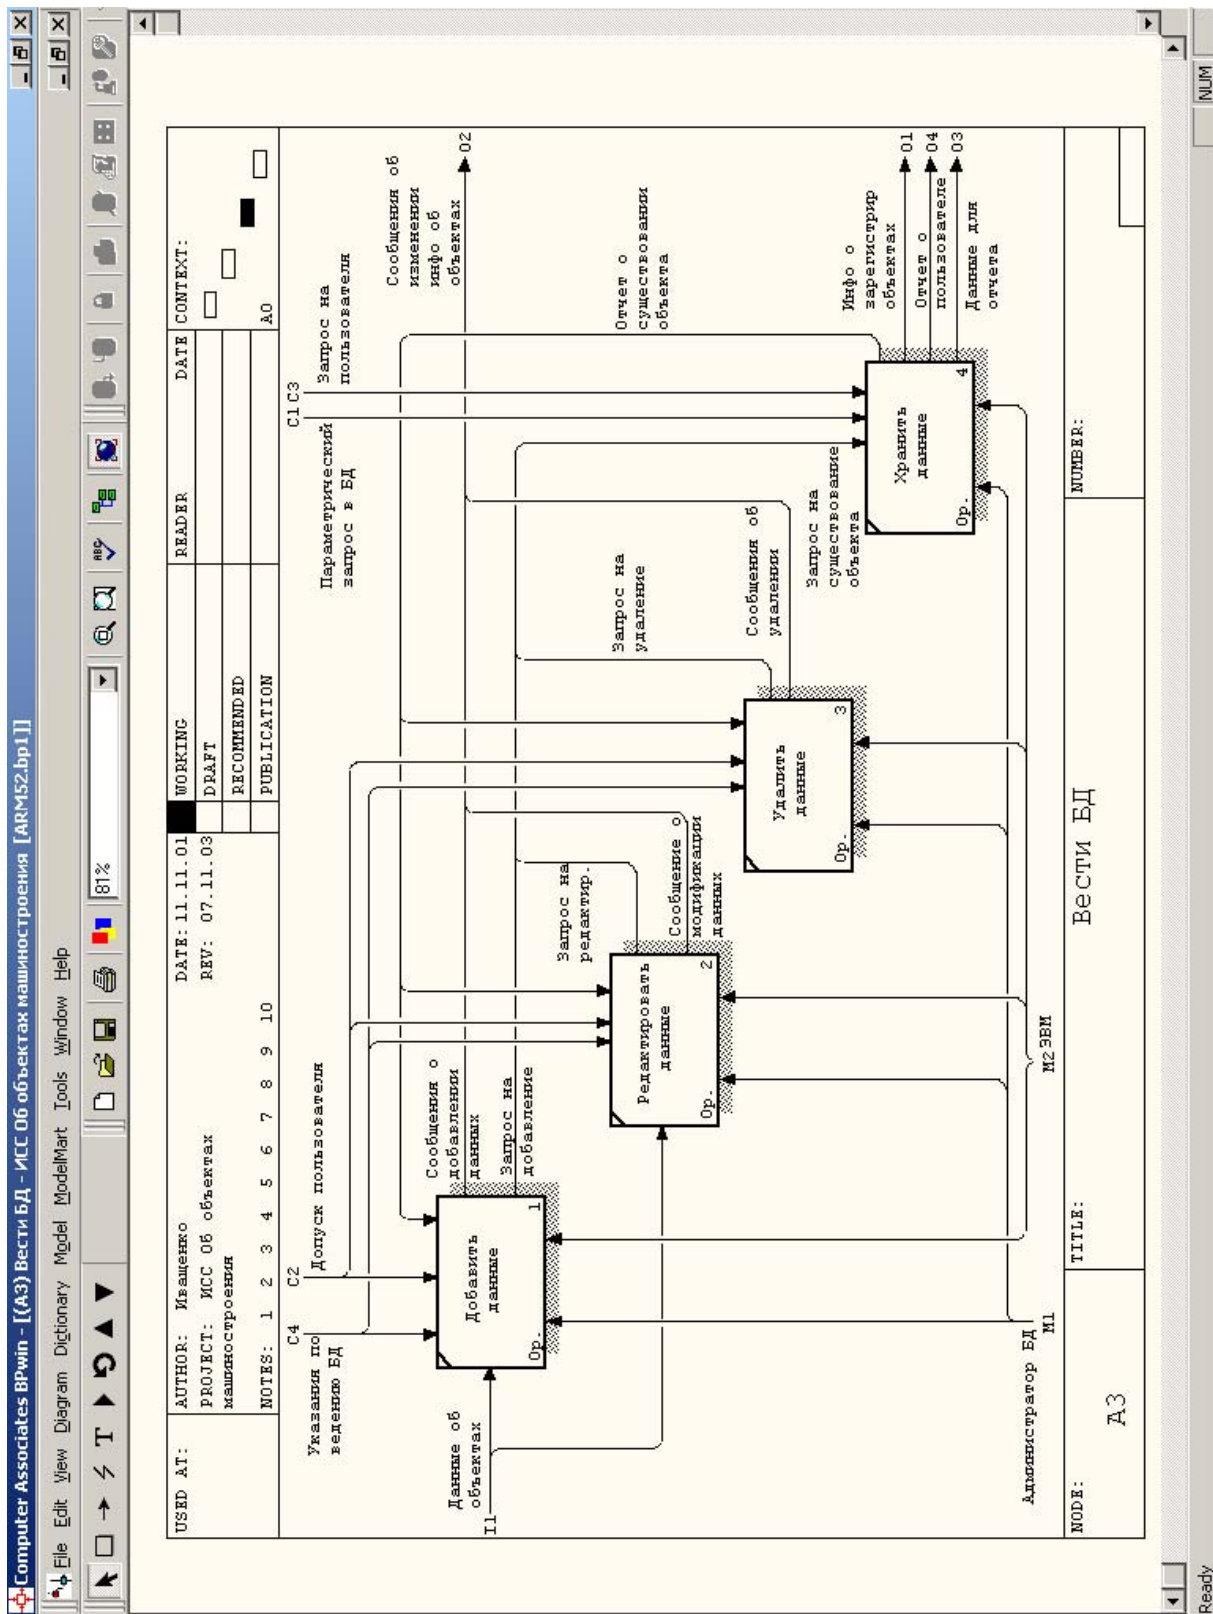 Computer Associates BPwin - [(A3) Вести БД - ИСС Об объектах машиностроения [ARM52.bp1]]
File Edit View Diagram Dictionary Model ModelMart Tools Window Help
81%
USED AT:
AUTHOR: Иващенко
DATE: 11.11.01
PROJECT: ИСС Об объектах
машиностроения
REV: 07.11.03
NOTES: 1 2 3 4 5 6 7 8 9 10
WORKING
DRAFT
RECOMMENDED
PUBLICATION
READER
DATE
CONTEXT:
A0
C4
C2
C1
C3
Указания по
ведению БД
Допуск пользователя
Параметрический
запрос в БД
Запрос на
пользователя
Данные об
объектах
I1
Добавить
данные
0р.
1
Сообщения о
добавлении
данных
Запрос на
добавление
Редактировать
данные
0р.
2
Запрос на
редактир.
Сообщение о
модификации
данных
Удалить
данные
0р.
3
Запрос на
удаление
Сообщения об
удалении
Запрос на
существование
объекта
Хранить
данные
0р.
4
Сообщения об
изменении
инфо об
объектах
O2
Отчет о
существовании
объекта
Инфо о
зарегистрир
объектах
O1
Отчет о
пользователе
O4
Данные для
отчета
O3
Администратор БД
M1
M2
ЭВМ
NODE:
A3
TITLE:
Вести БД
NUMBER:
Ready
NUM